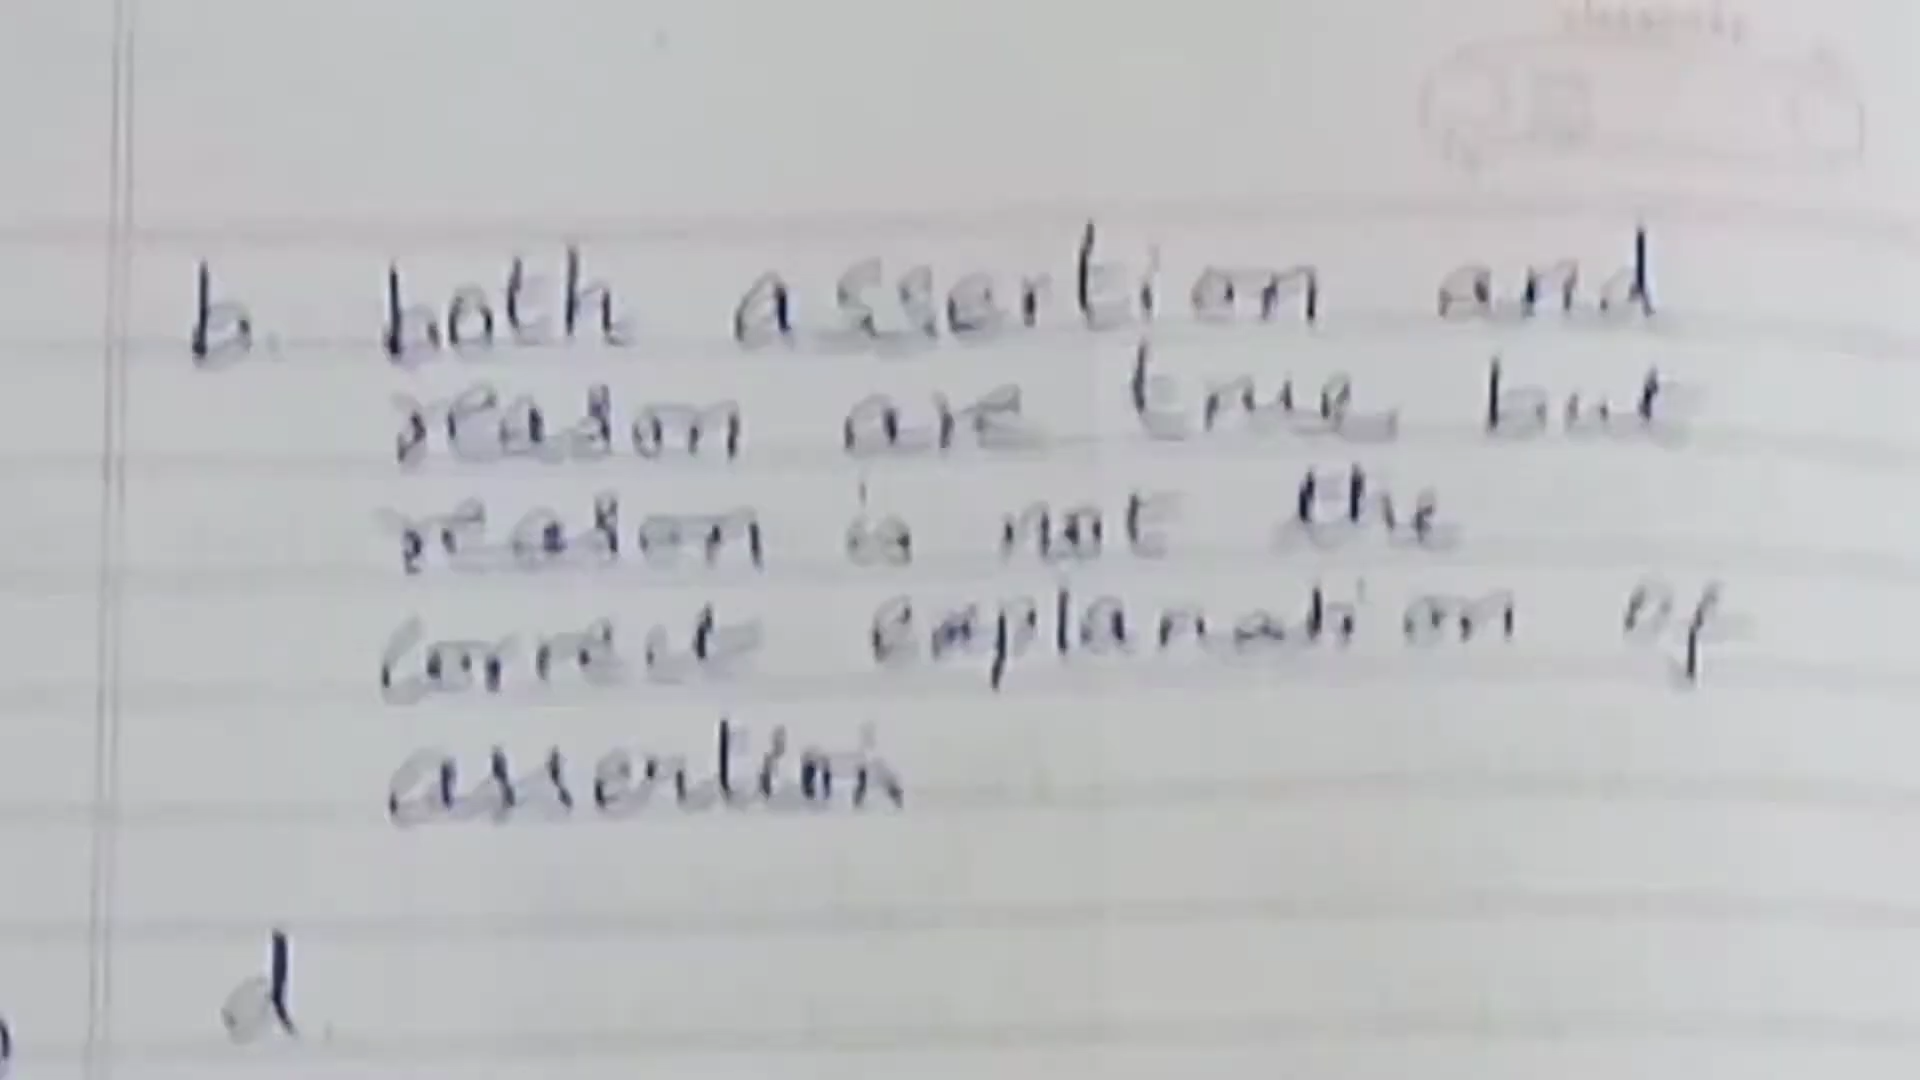 b. both assertion and
reason are true but
reason is not the
correct explanation of
assertion
d.